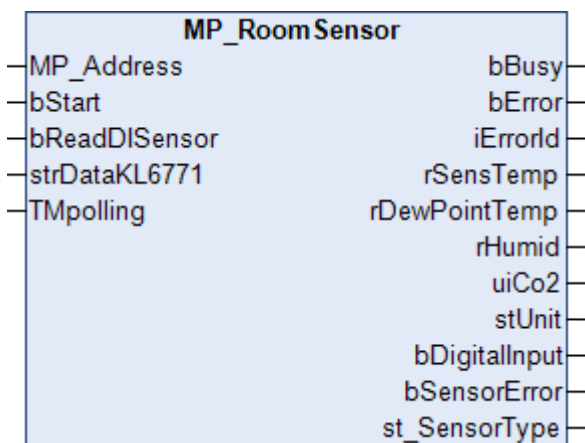 MP_RoomSensor
MP_Address bBusy
bStart bError
bReadDISensor iErrorId
strDataKL6771 rSensTemp
TMpolling rDewPointTemp
rHumid
uiCo2
stUnit
bDigitalInput
bSensorError
st_SensorType